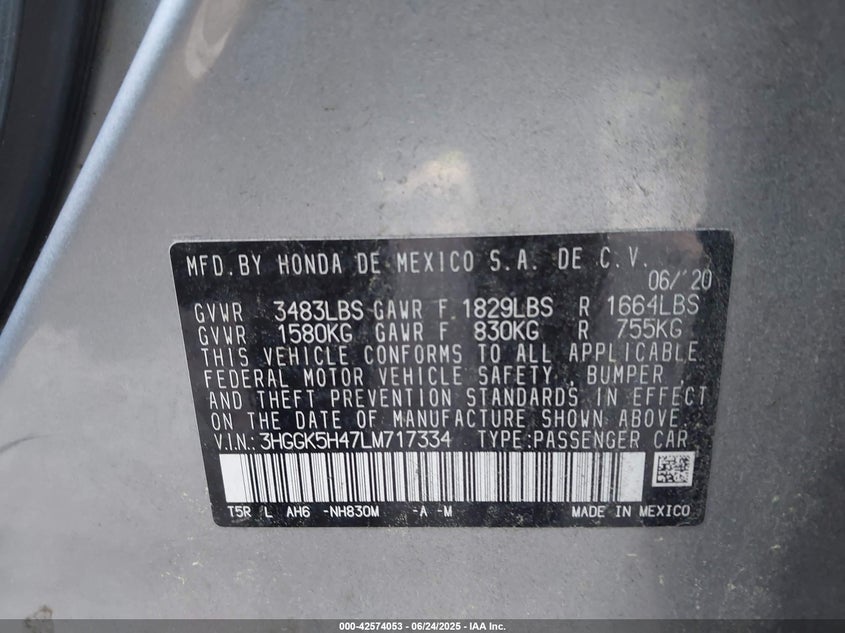 MFD.BY HONDA DE MEXICO S.A. DE C.V.
06/'20
GVWR 3483LBS GAWR F 1829LBS R 1664LBS
GVWR 1580KG GAWR F 830KG R 755KG
THIS VEHICLE CONFORMS TO ALL APPLICABLE
FEDERAL MOTOR VEHICLE SAFETY, BUMPER,
AND THEFT PREVENTION STANDARDS IN EFFECT
ON THE DATE OF MANUFACTURE SHOWN ABOVE.
V.I.N.: 3HGGK5H47LM717334 TYPE:PASSENGER CAR
T5R L AH6 -NH830M -A -M MADE IN MEXICO
000-42574053 - 06/24/2025 - IAA Inc.